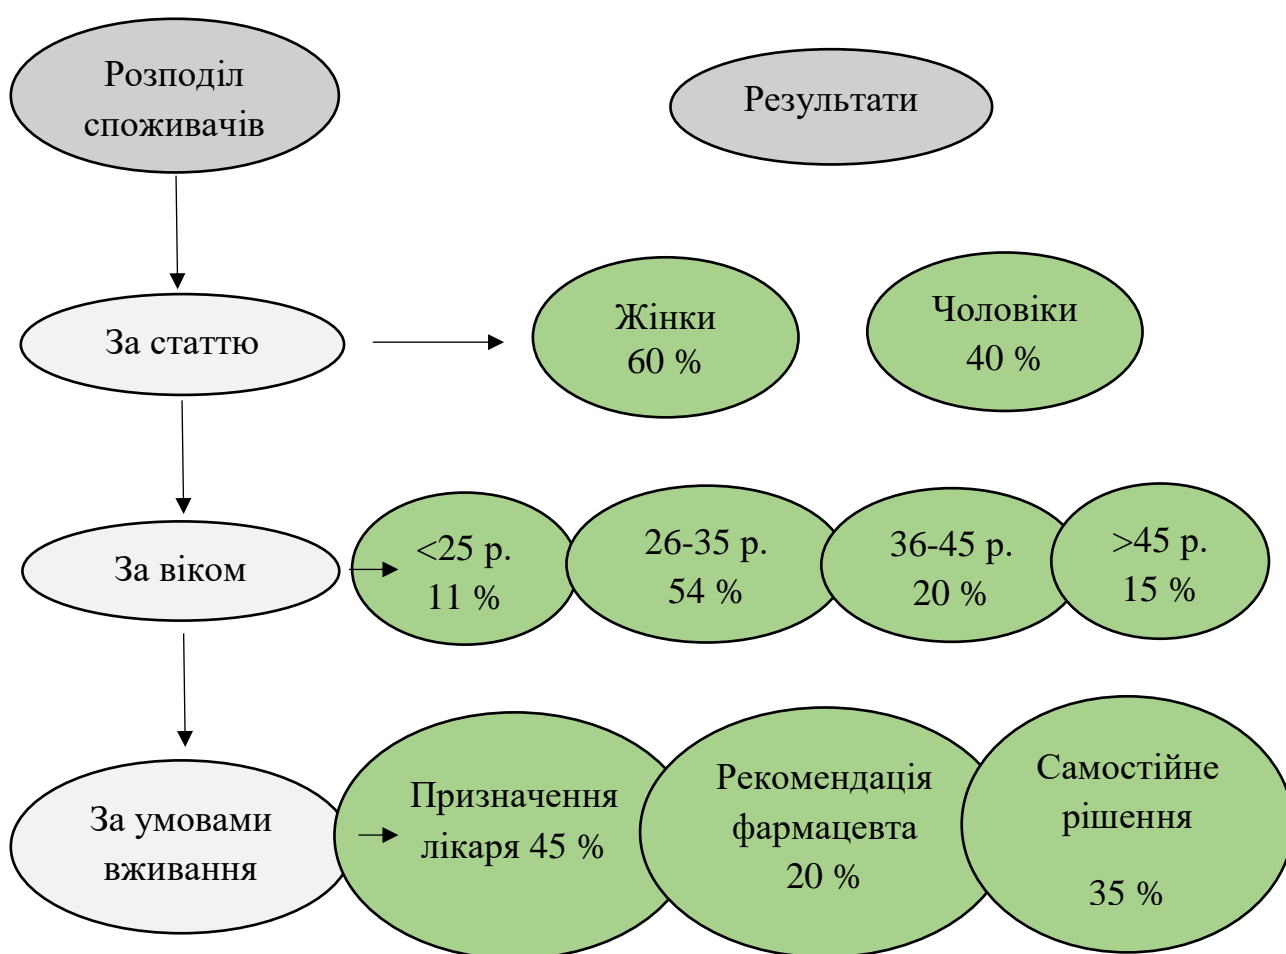 Розподіл
споживачів
Результати
За статтю
Жінки
60 %
Чоловіки
40 %
За віком
<25 р.
11 %
26-35 р.
54 %
36-45 р.
20 %
>45 р.
15 %
За умовами
вживання
Призначення
лікаря 45 %
Рекомендація
фармацевта
20 %
Самостійне
рішення
35 %